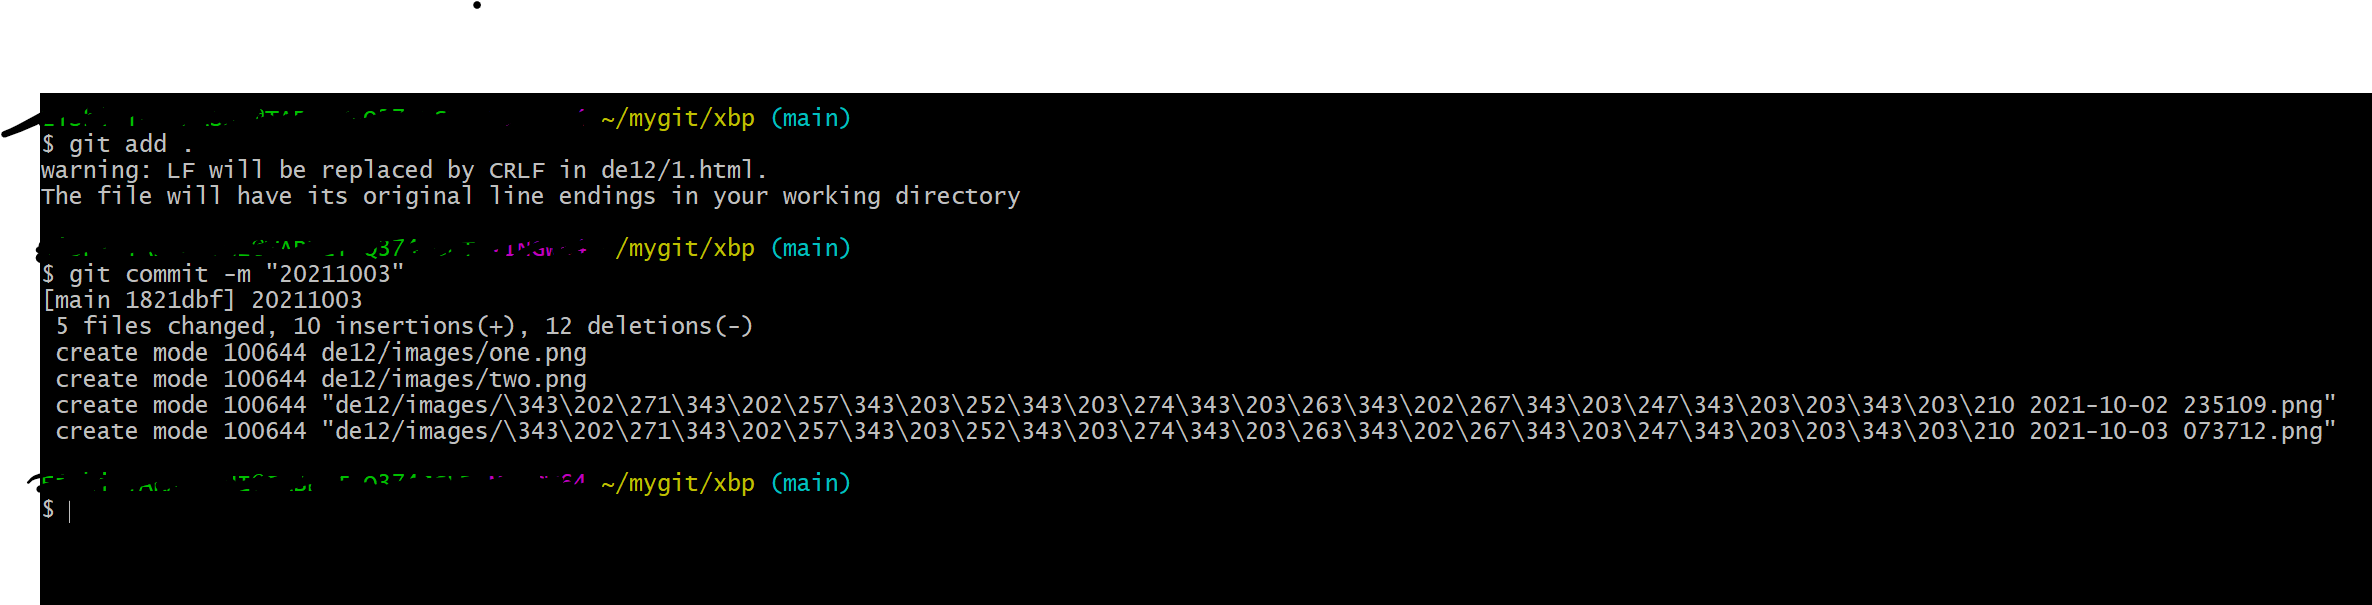 ~/mygit/xbp (main)
$ git add .
warning: LF will be replaced by CRLF in de12/1.html.
The file will have its original line endings in your working directory
/mygit/xbp (main)
$ git commit -m "20211003"
[main 1821dbf] 20211003
5 files changed, 10 insertions(+), 12 deletions(-)
create mode 100644 de12/images/one.png
create mode 100644 de12/images/two.png
create mode 100644 "de12/images/\343\202\271\343\202\257\343\203\252\343\203\274\343\203\263\343\202\267\343\203\247\343\203\203\343\203\210 2021-10-02 235109.png"
create mode 100644 "de12/images/\343\202\271\343\202\257\343\203\252\343\203\274\343\203\263\343\202\267\343\203\247\343\203\203\343\203\210 2021-10-03 073712.png"
~/mygit/xbp (main)
$